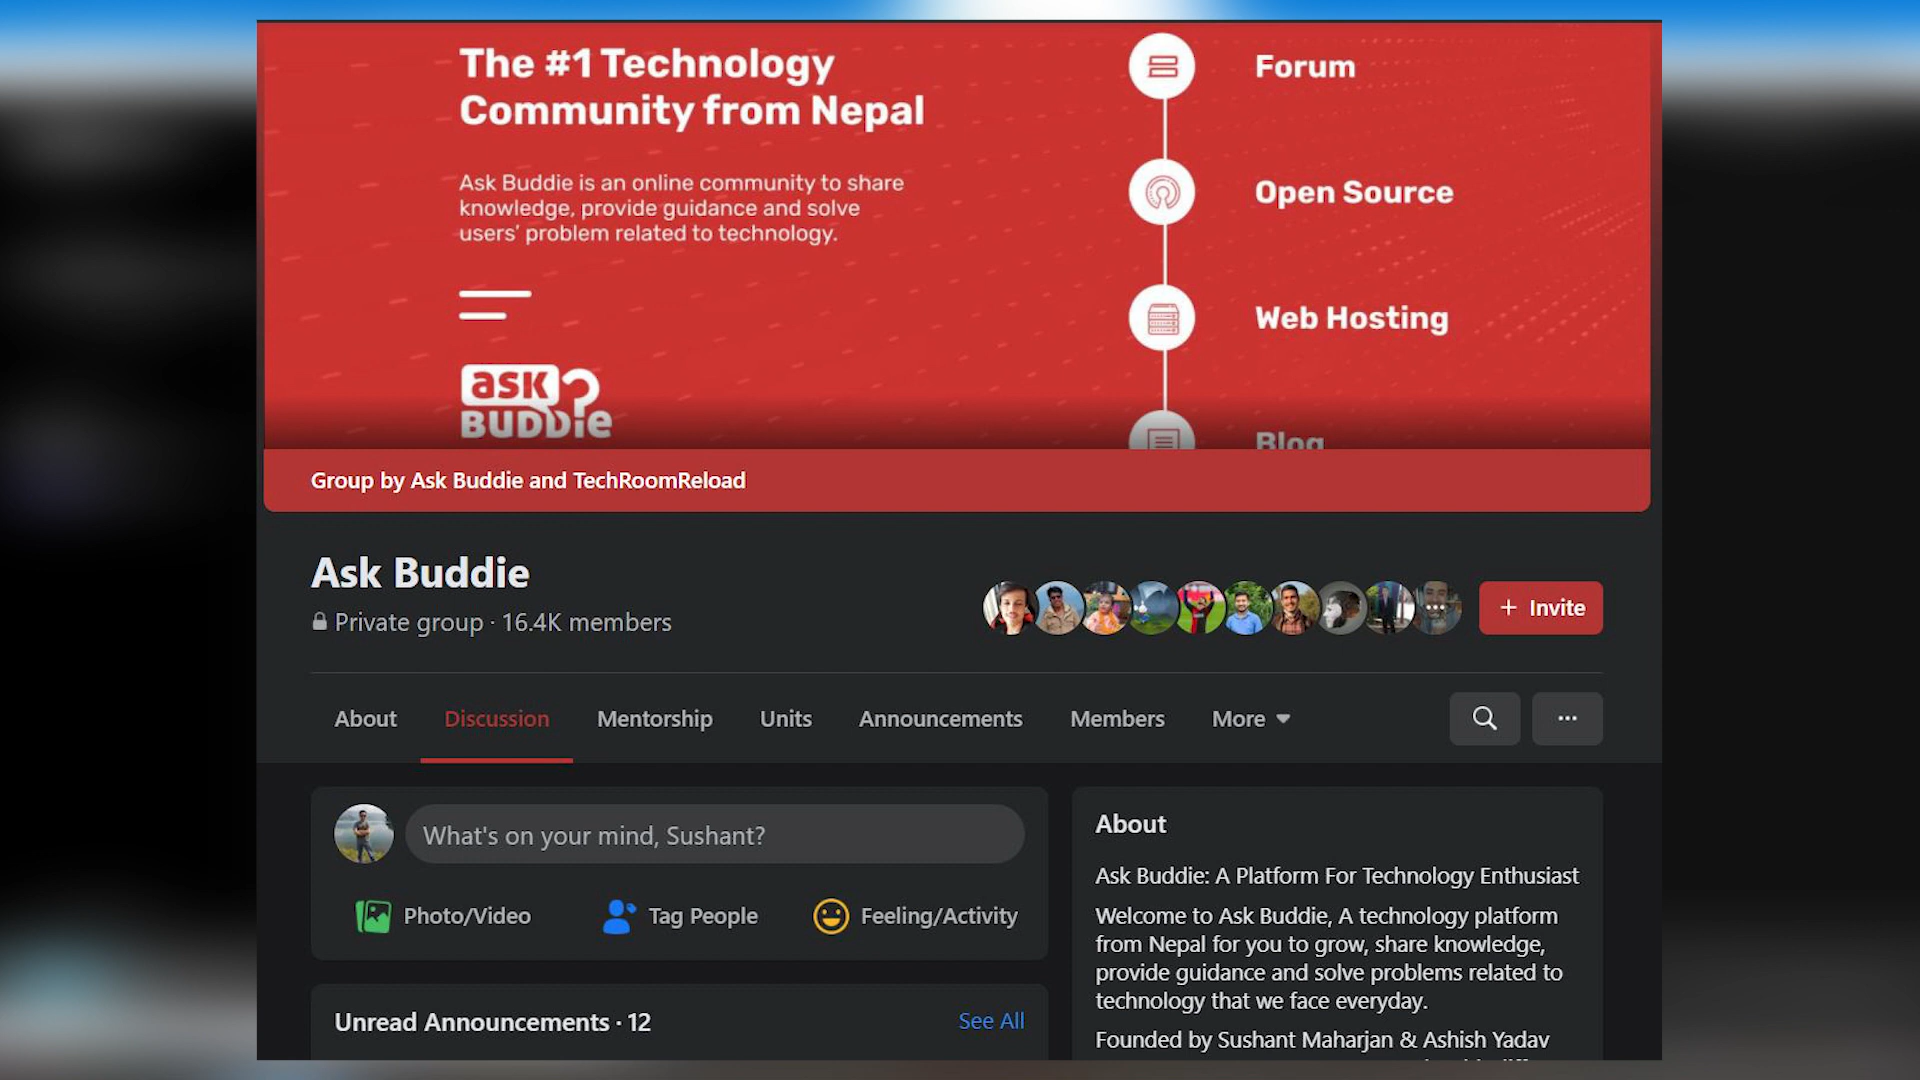 The #1 Technology
Community from Nepal
Ask Buddie is an online community to share
knowledge, provide guidance and solve
users' problem related to technology.
ask
BUDDie
Forum
Open Source
Web Hosting
Blog
Group by Ask Buddie and TechRoomReload
Ask Buddie
Private group · 16.4K members
+ Invite
About
Discussion
Mentorship
Units
Announcements
Members
More
What's on your mind, Sushant?
Photo/Video
Tag People
Feeling/Activity
Unread Announcements · 12
See All
About
Ask Buddie: A Platform For Technology Enthusiast
Welcome to Ask Buddie, A technology platform
from Nepal for you to grow, share knowledge,
provide guidance and solve problems related to
technology that we face everyday.
Founded by Sushant Maharjan & Ashish Yadav